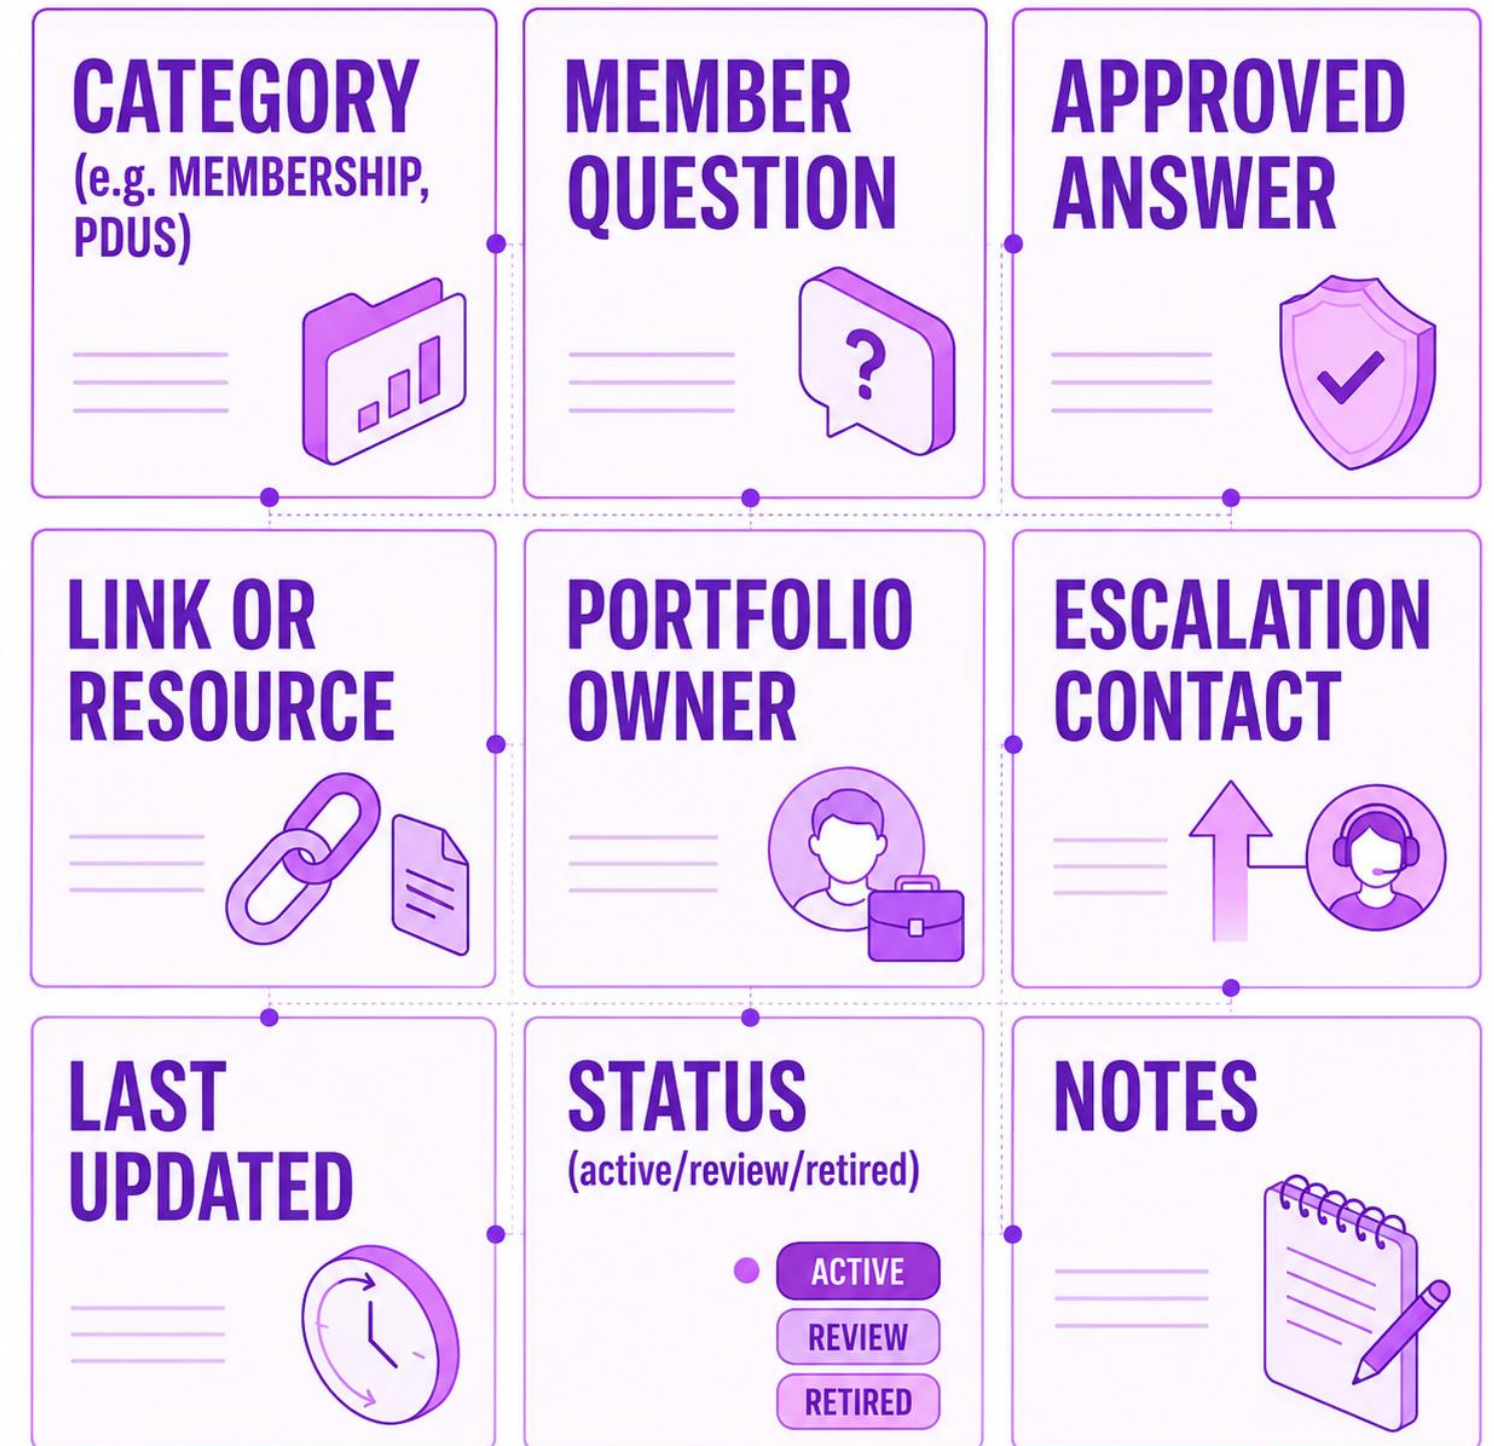 CATEGORY
(e.g. MEMBERSHIP,
PDUS)
MEMBER
QUESTION
?
APPROVED
ANSWER
LINK OR
RESOURCE
PORTFOLIO
OWNER
ESCALATION
CONTACT
LAST
UPDATED
STATUS
(active/review/retired)
ACTIVE
REVIEW
RETIRED
NOTES